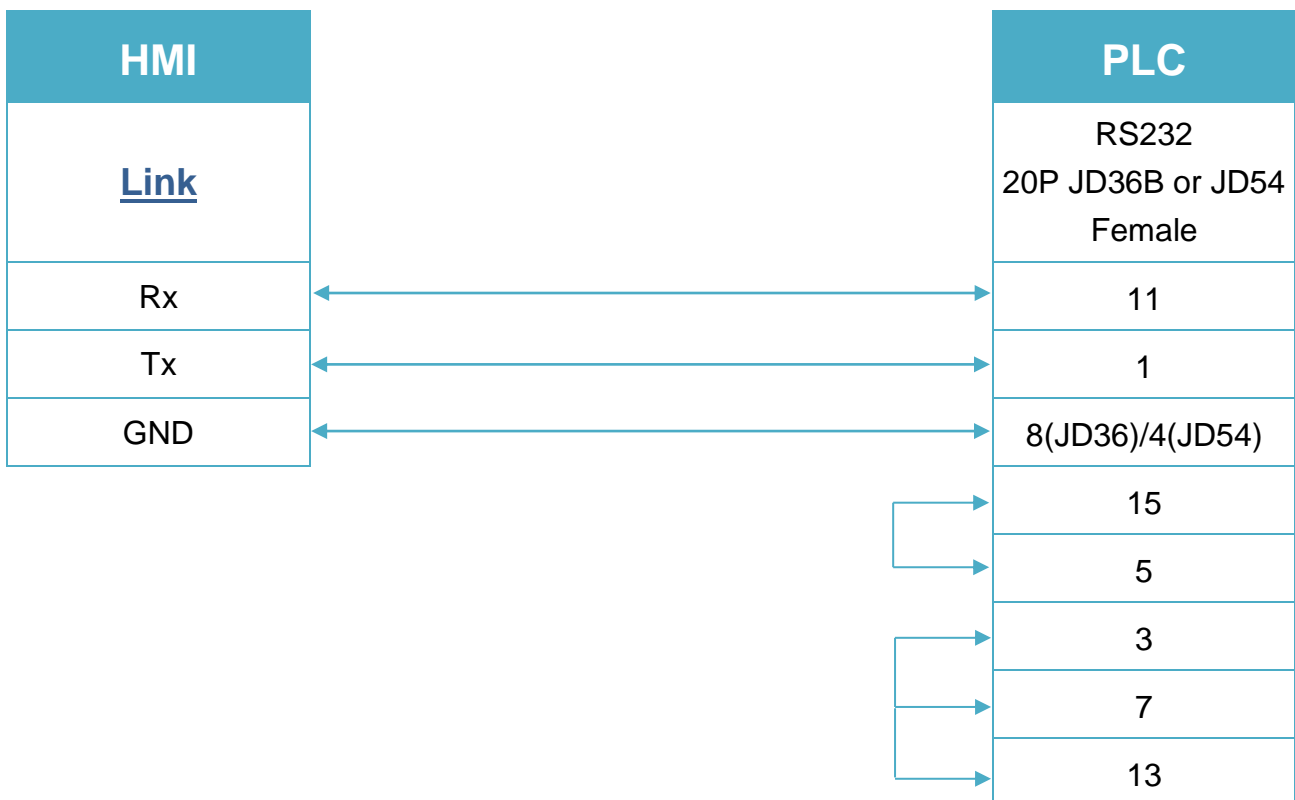 HMI
PLC
Link
RS232
20P JD36B or JD54
Female
Rx
11
Tx
1
GND
8(JD36)/4(JD54)
15
5
3
7
13